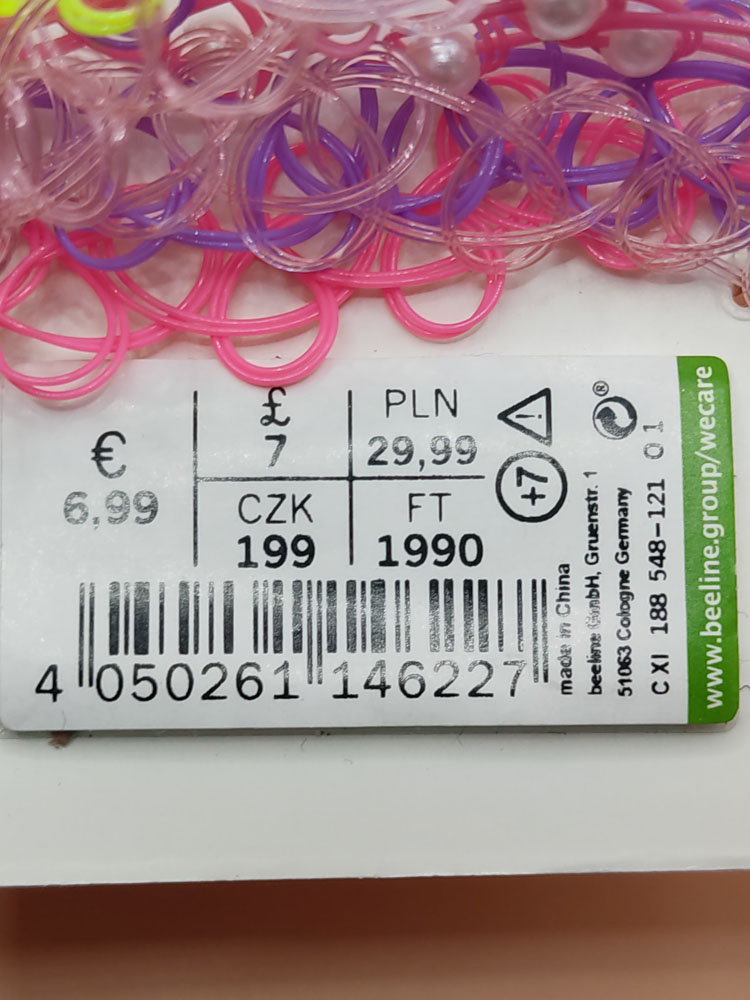 €
6,99
£
7
PLN
29,99
CZK
199
FT
1990
+7
®
4 050261 146227
made in China
beeline GmbH, Gruenstr. 1
51063 Cologne Germany
C XI 188 548-121 01
www.beeline.group/wecare